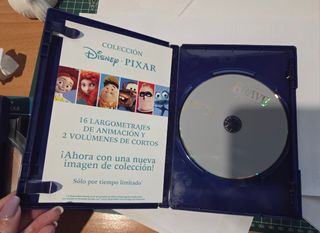 COLECCIÓN
Disney · PIXAR
16 LARGOMETRAJES
DE ANIMACIÓN Y
2 VOLÚMENES DE CORTOS
¡Ahora con una nueva
imagen de colección!
Sólo por tiempo limitado*